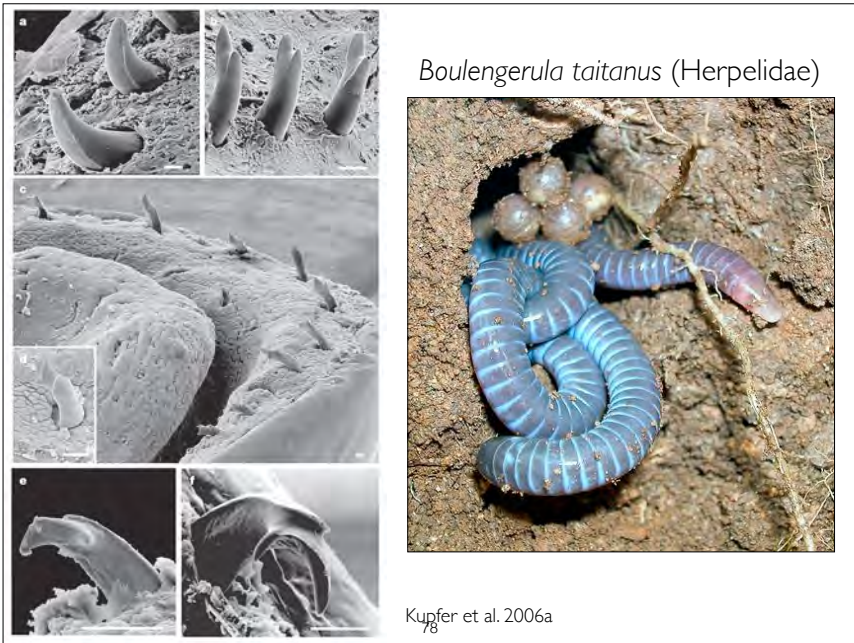 a
b
c
d
e
f
Boulengerula taitanus (Herpelidae)
Kupfer et al. 2006a
78